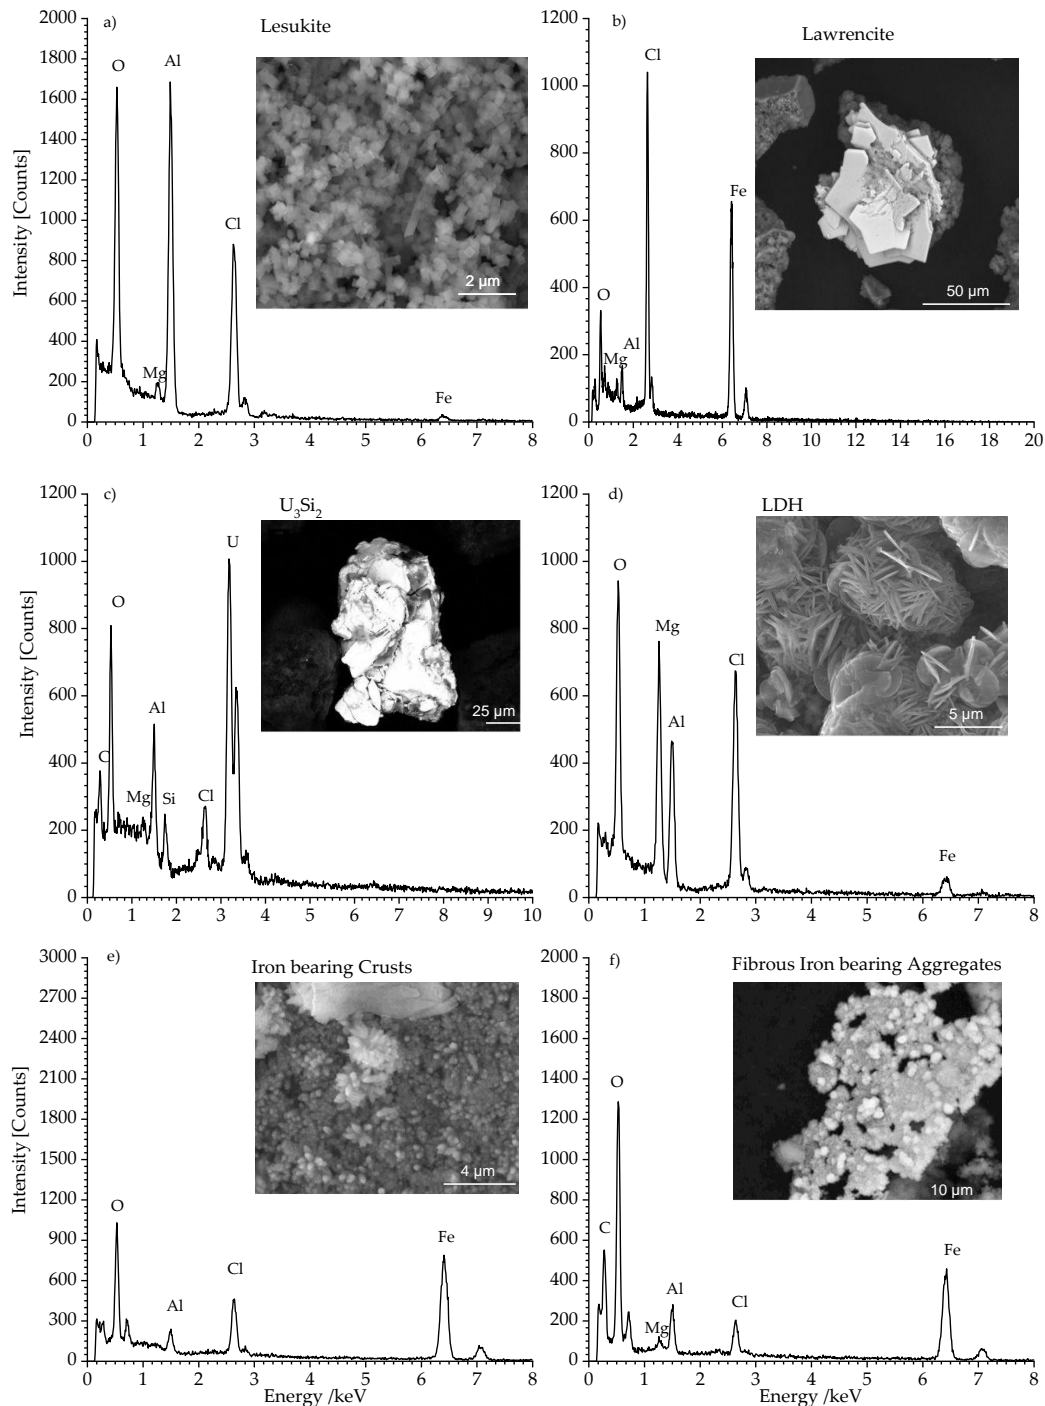 a)
Lesukite
2000
1800
1600
1400
1200
1000
800
600
400
200
0
Intensity [Counts]
O
Al
Cl
Mg
Fe
2 µm
0 1 2 3 4 5 6 7 8
b)
Lawrencite
1200
1000
800
600
400
200
0
Cl
Fe
O
Al
Mg
50 µm
0 2 4 6 8 10 12 14 16 18 20
c)
U3Si2
1200
1000
800
600
400
200
0
Intensity [Counts]
U
O
Al
C
Mg
Si
Cl
25 µm
0 1 2 3 4 5 6 7 8 9 10
d)
LDH
1200
1000
800
600
400
200
0
O
Mg
Cl
Al
Fe
5 µm
0 1 2 3 4 5 6 7 8
e)
Iron bearing Crusts
3000
2700
2400
2100
1800
1500
1200
900
600
300
0
Intensity [Counts]
O
Al
Cl
Fe
4 µm
0 1 2 3 4 5 6 7 8
Energy /keV
f)
Fibrous Iron bearing Aggregates
2000
1800
1600
1400
1200
1000
800
600
400
200
0
O
C
Al
Mg
Cl
Fe
10 µm
0 1 2 3 4 5 6 7 8
Energy /keV